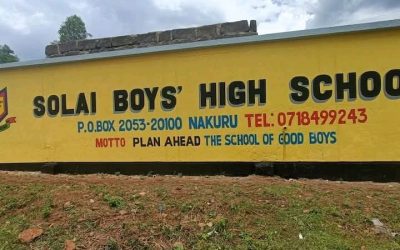 SOLAI BOYS' HIGH SCHOO
P.O.BOX 2053-20100 NAKURU TEL: 0718499243
MOTTO PLAN AHEAD THE SCHOOL OF GOOD BOYS